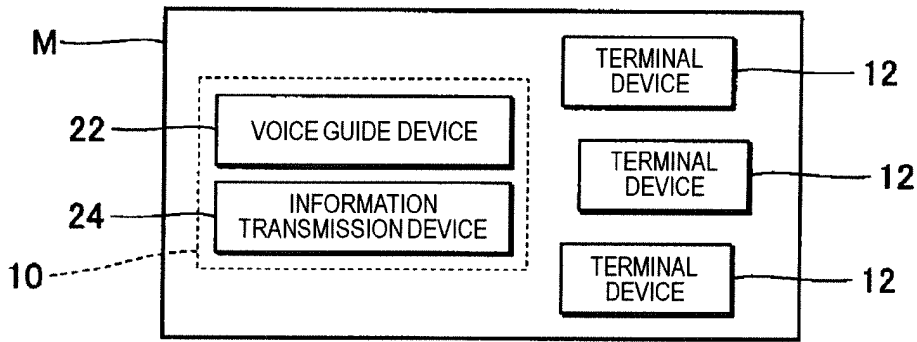 M
TERMINAL
DEVICE
12
22
VOICE GUIDE DEVICE
TERMINAL
DEVICE
12
24
INFORMATION
TRANSMISSION DEVICE
10
TERMINAL
DEVICE
12